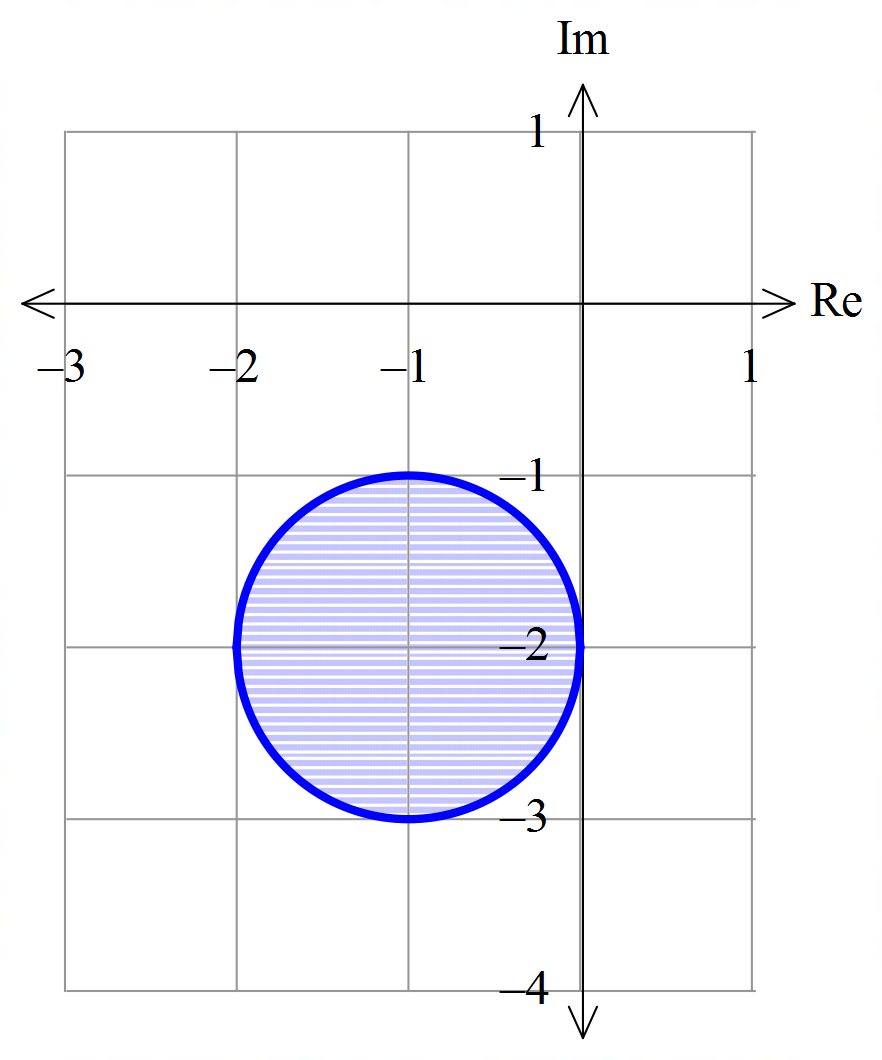 Im
1
Re
–3 –2 –1 1
–1
–2
–3
–4